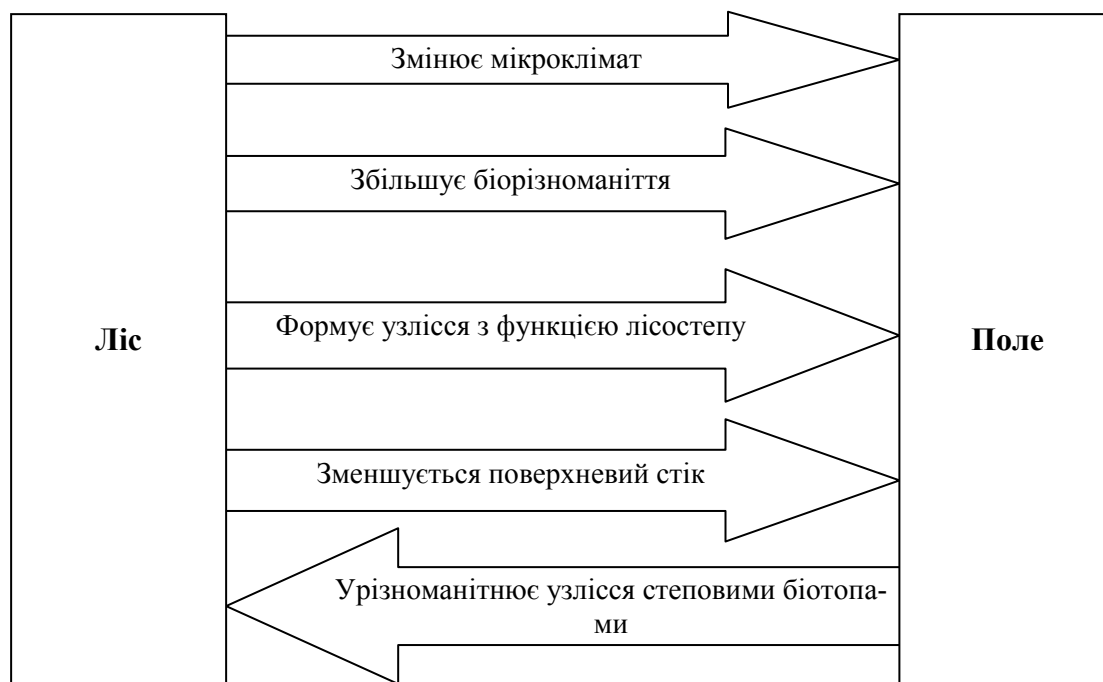 Змінює мікроклімат
Збільшує біорізноманіття
Формує узлісся з функцією лісостепу
Ліс
Поле
Зменшується поверхневий стік
Урізноманітнює узлісся степовими біотопа-
ми